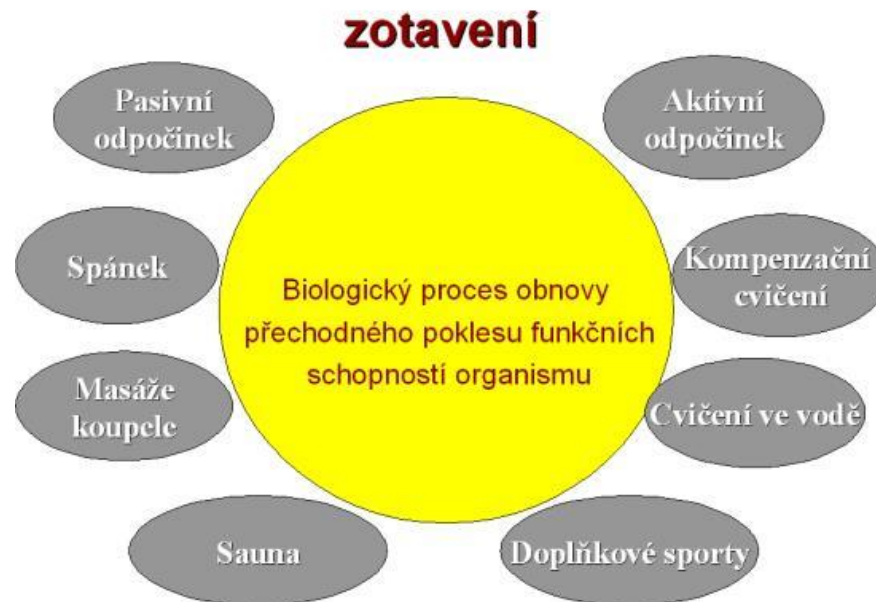 zotavení
Pasivní
odpočinek
Aktivní
odpočinek
Spánek
Kompenzační
cvičení
Biologický proces obnovy
přechodného poklesu funkčních
schopností organismu
Masáže
koupele
Cvičení ve vodě
Sauna
Doplňkové sporty